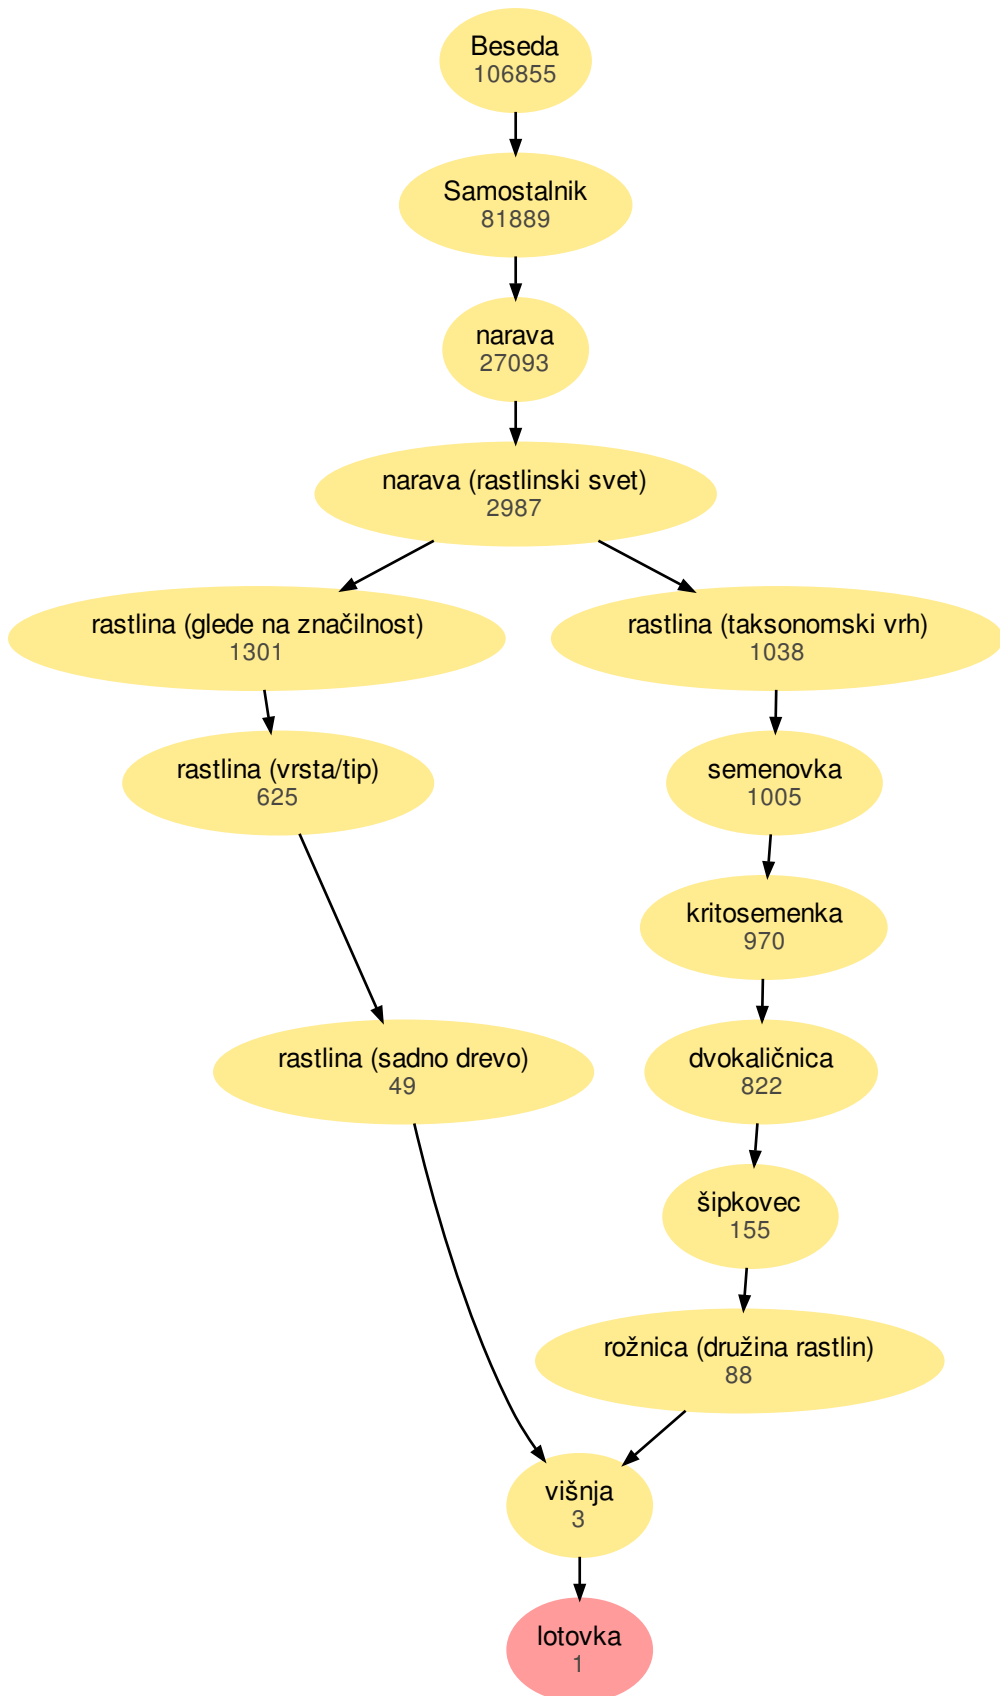 Beseda
106855
Samostalnik
81889
narava
27093
narava (rastlinski svet)
2987
rastlina (glede na značilnost)
1301
rastlina (taksonomski vrh)
1038
rastlina (vrsta/tip)
625
semenovka
1005
kritosemenka
970
rastlina (sadno drevo)
49
dvokaličnica
822
šipkovec
155
rožnica (družina rastlin)
88
višnja
3
lotovka
1